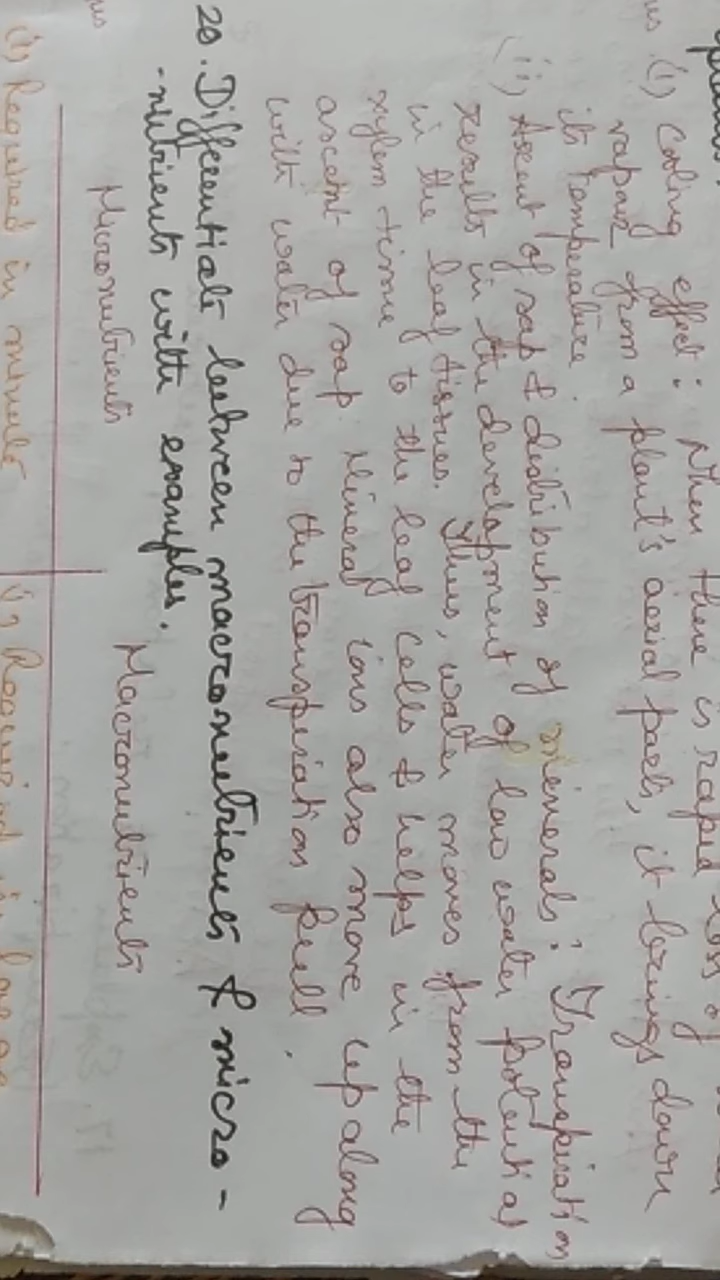 (i) Cooling effect: When there is rapid loss of
vapour from a plant's aerial parts, it brings down
its temperature
(ii) Ascent of sap & distribution of minerals: Transpiration
results in the development of low water potential
in the leaf tissues. Thus, water moves from the
xylem tissue to the leaf cells & helps in the
ascent of sap. Mineral ions also move up along
with water due to the transpiration pull.
20. Differentiate between macronutrients & micro-
-nutrients with examples.
Micronutrients Macronutrients
(i) Required in minute (i) Required in large